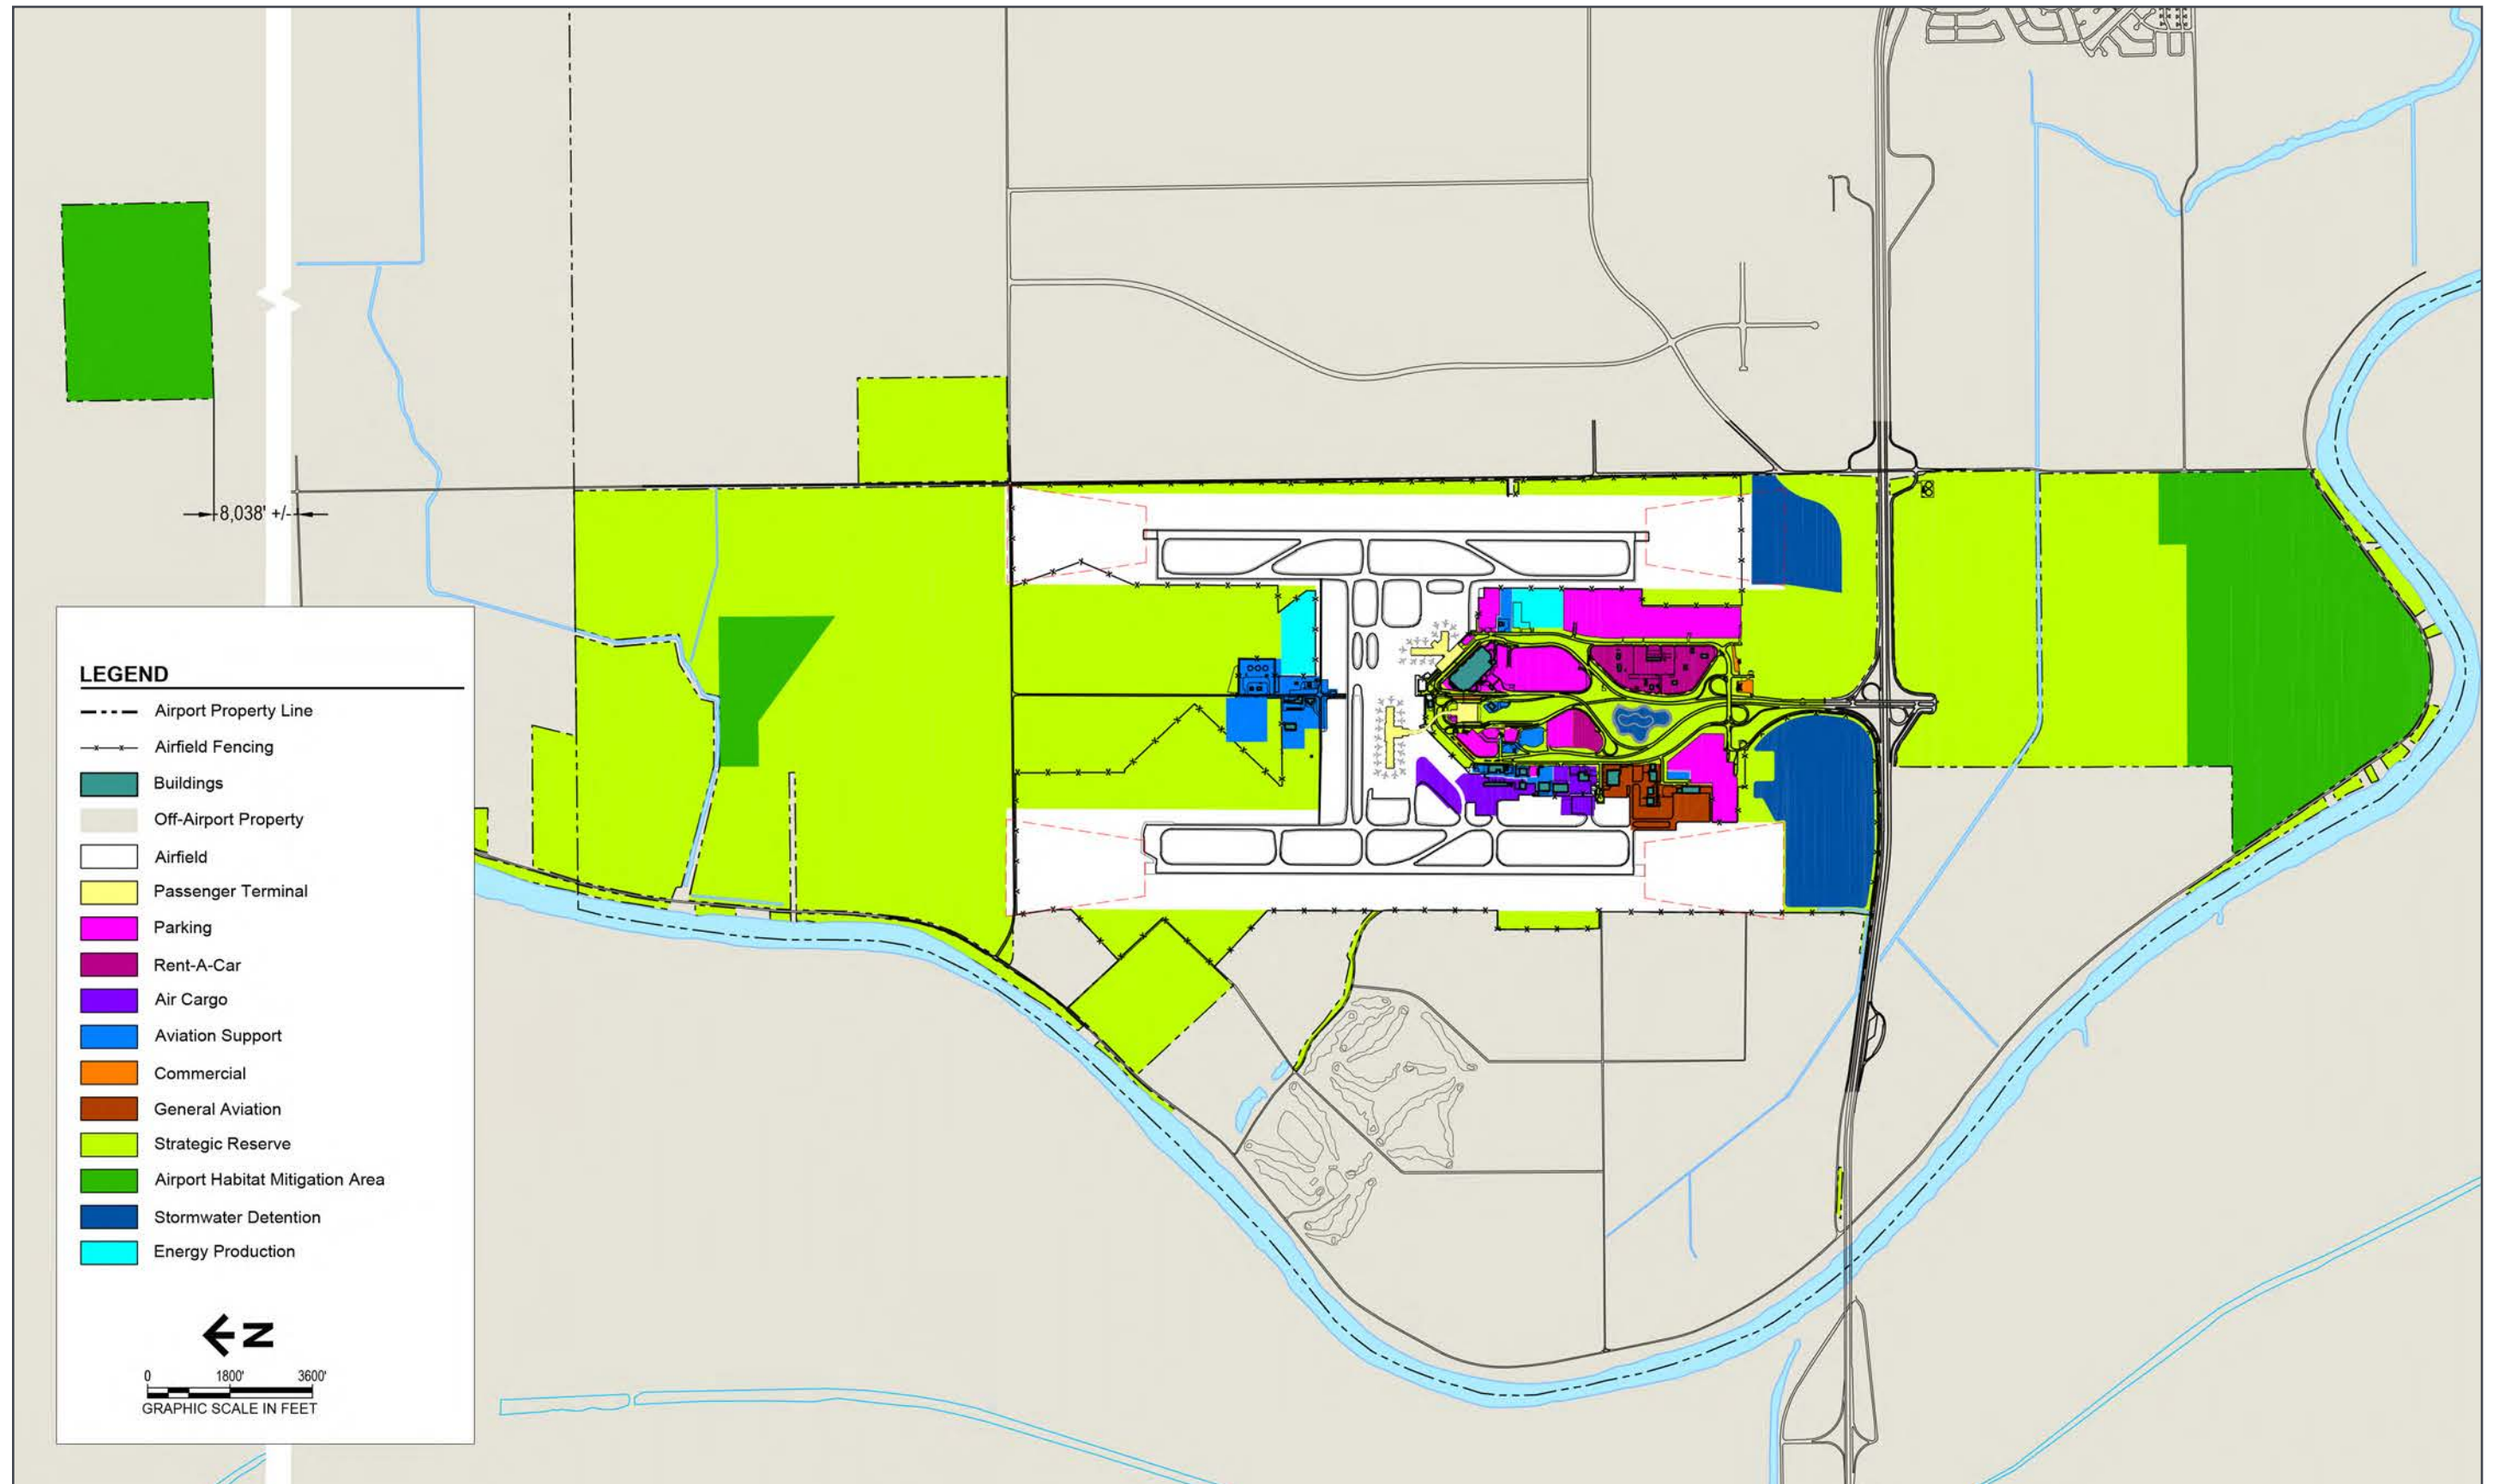 8,038' +/-
LEGEND
Airport Property Line
Airfield Fencing
Buildings
Off-Airport Property
Airfield
Passenger Terminal
Parking
Rent-A-Car
Air Cargo
Aviation Support
Commercial
General Aviation
Strategic Reserve
Airport Habitat Mitigation Area
Stormwater Detention
Energy Production
N
0 1800' 3600'
GRAPHIC SCALE IN FEET